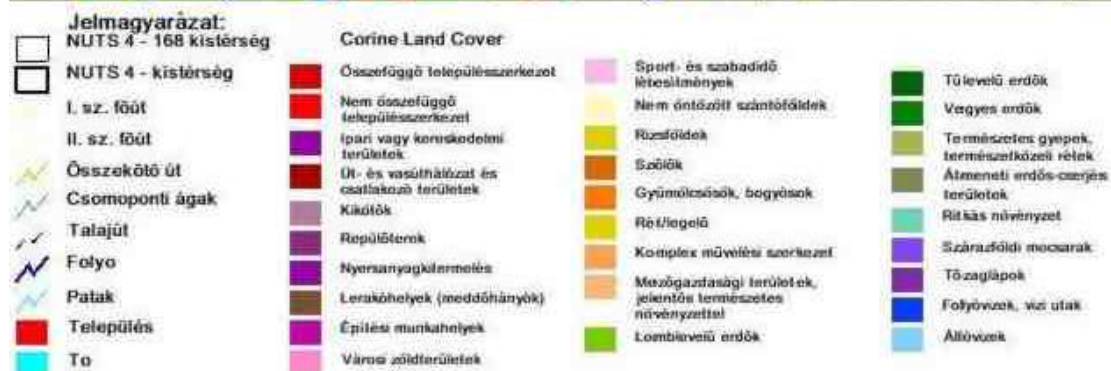 Jelmagyarázat:
NUTS 4 - 168 kistérség
NUTS 4 - kistérség
I. sz. főút
II. sz. főút
Összekötő út
Csomoponti ágak
Talajút
Folyo
Patak
Település
To
Corine Land Cover
Összefüggő településszerkezet
Nem összefüggő
településszerkezet
Ipari vagy kereskedelmi
területek
Út- és vasúthálózat és
csatlakozó területek
Kikötők
Repülőterek
Nyersanyagkitermelés
Lerakóhelyek (meddőhányók)
Építési munkahelyek
Városi zöldterületek
Sport- és szabadidő
létesítmények
Nem öntözött szántóföldek
Rizsföldek
Szőlők
Gyümölcsösök, bogyósok
Rét/legelő
Komplex művelési szerkezet
Mezőgazdasági területek,
jelentős természetes
növényzettel
Lomblevelű erdők
Tűlevelű erdők
Vegyes erdők
Természetes gyepek,
természetközeli rétek
Átmeneti erdős-cserjés
területek
Ritkás növényzet
Szárazföldi mocsarak
Tőzeglápok
Folyóvizek, vizi utak
Állóvizek